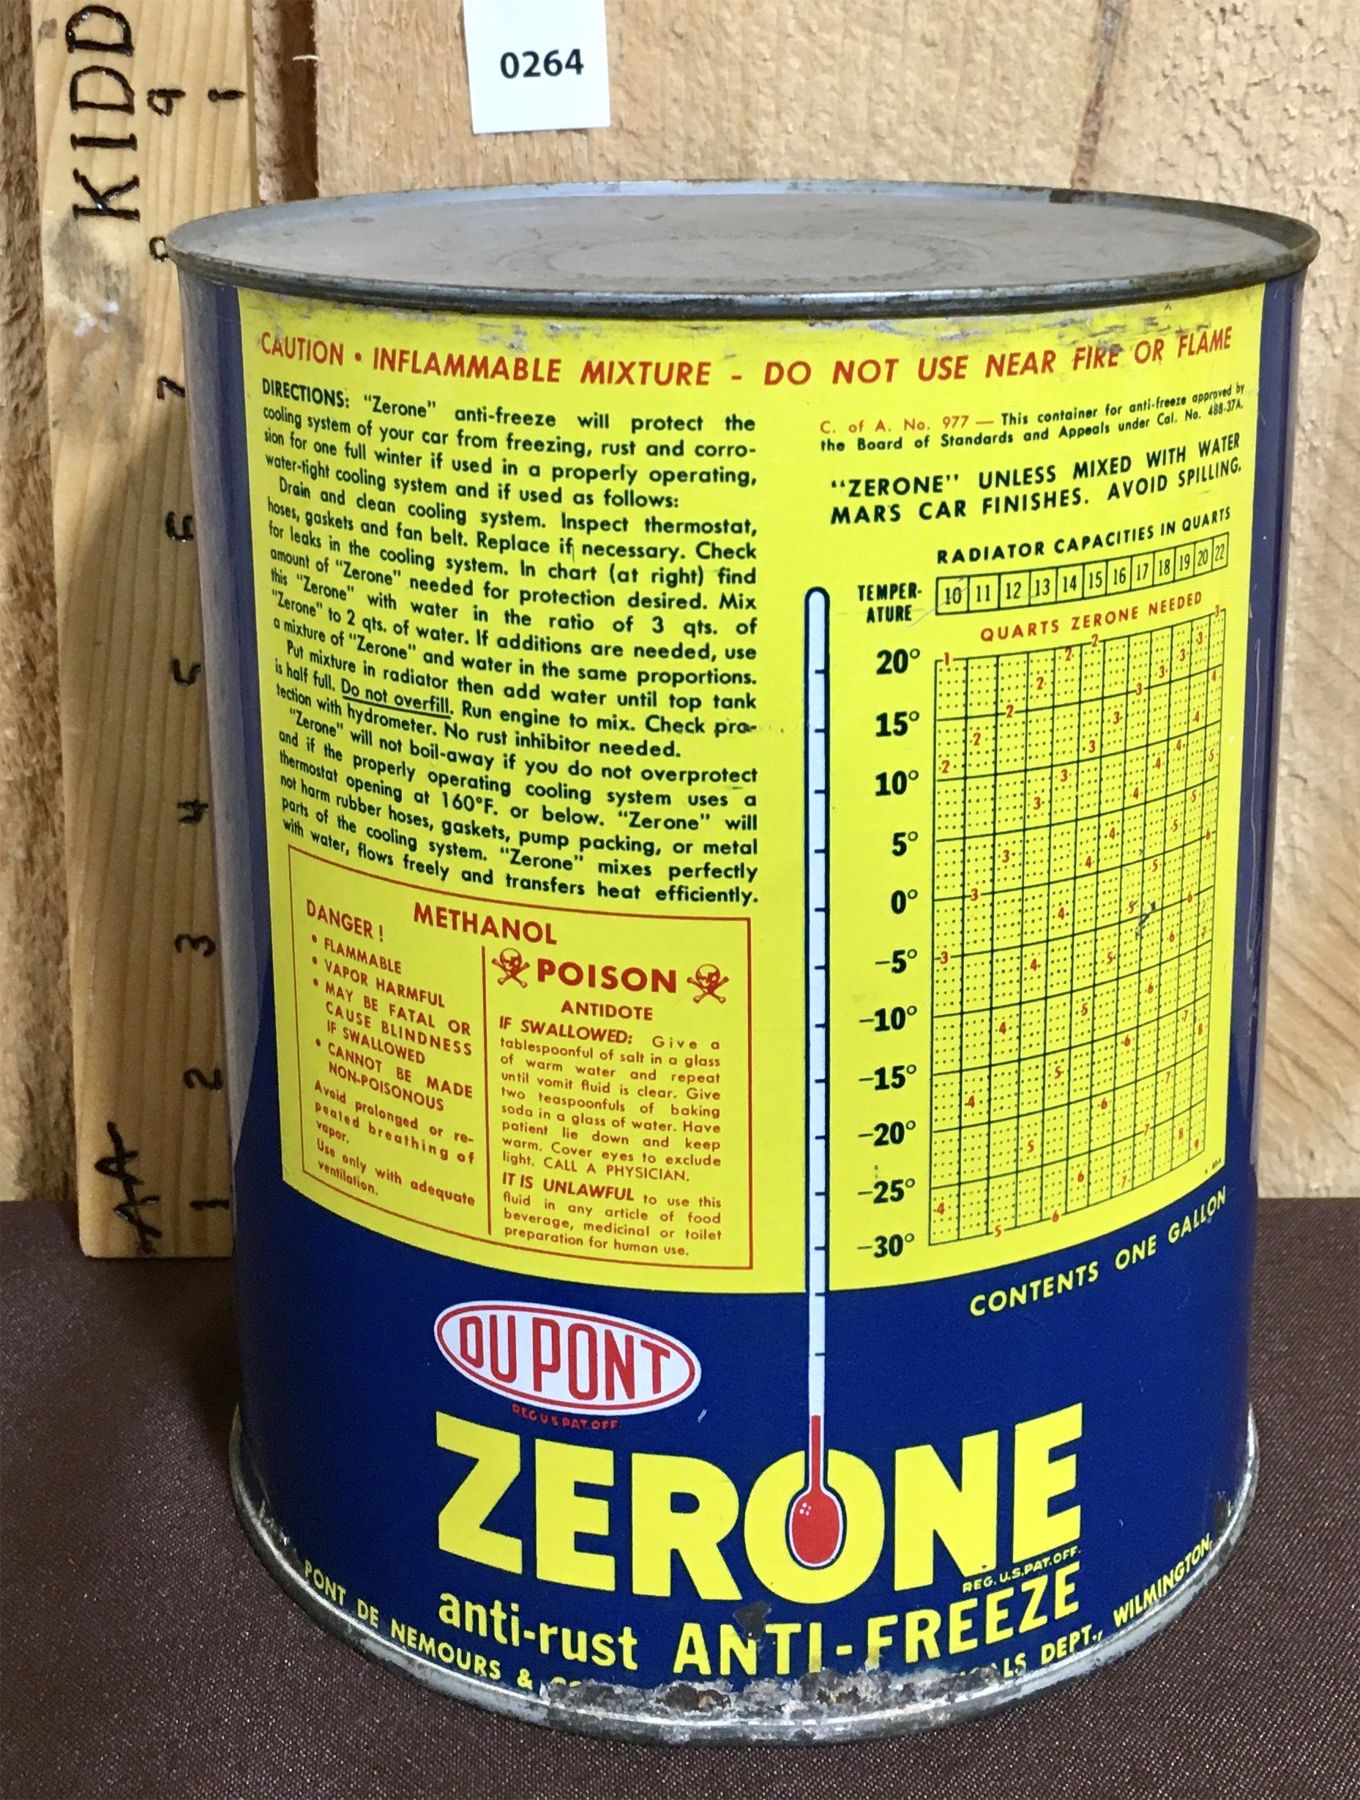 0264
KIDD
9 1
8
7
6
5
4
3
2
1
AA
CAUTION • INFLAMMABLE MIXTURE - DO NOT USE NEAR FIRE OR FLAME
DIRECTIONS: "Zerone" anti-freeze will protect the
cooling system of your car from freezing, rust and corro-
sion for one full winter if used in a properly operating,
water-tight cooling system and if used as follows:
Drain and clean cooling system. Inspect thermostat,
hoses, gaskets and fan belt. Replace if necessary. Check
for leaks in the cooling system. In chart (at right) find
amount of "Zerone" needed for protection desired. Mix
this "Zerone" with water in the ratio of 3 qts. of
"Zerone" to 2 qts. of water. If additions are needed, use
a mixture of "Zerone" and water in the same proportions.
Put mixture in radiator then add water until top tank
is half full. Do not overfill. Run engine to mix. Check pro-
tection with hydrometer. No rust inhibitor needed.
"Zerone" will not boil-away if you do not overprotect
and if the properly operating cooling system uses a
thermostat opening at 160°F. or below. "Zerone" will
not harm rubber hoses, gaskets, pump packing, or metal
parts of the cooling system. "Zerone" mixes perfectly
with water, flows freely and transfers heat efficiently.
METHANOL
DANGER!
• FLAMMABLE
• VAPOR HARMFUL
• MAY BE FATAL OR
CAUSE BLINDNESS
IF SWALLOWED
• CANNOT BE MADE
NON-POISONOUS
Avoid prolonged or re-
peated breathing of
vapor.
Use only with adequate
ventilation.
POISON
ANTIDOTE
IF SWALLOWED: Give a
tablespoonful of salt in a glass
of warm water and repeat
until vomit fluid is clear. Give
two teaspoonfuls of baking
soda in a glass of water. Have
patient lie down and keep
warm. Cover eyes to exclude
light. CALL A PHYSICIAN.
IT IS UNLAWFUL to use this
fluid in any article of food
beverage, medicinal or toilet
preparation for human use.
C. of A. No. 977 — This container for anti-freeze approved by
the Board of Standards and Appeals under Cal. No. 488-37A.
"ZERONE" UNLESS MIXED WITH WATER
MARS CAR FINISHES. AVOID SPILLING.
RADIATOR CAPACITIES IN QUARTS
TEMPER-
ATURE
10 11 12 13 14 15 16 17 18 19 20 22
QUARTS ZERONE NEEDED
20°
15°
10°
5°
0°
-5°
-10°
-15°
-20°
-25°
-30°
CONTENTS ONE GALLON
DU PONT
REG. U.S. PAT. OFF.
ZERONE
REG. U.S. PAT. OFF.
anti-rust ANTI-FREEZE
PONT DE NEMOURS & DEPT., WILMINGTON,